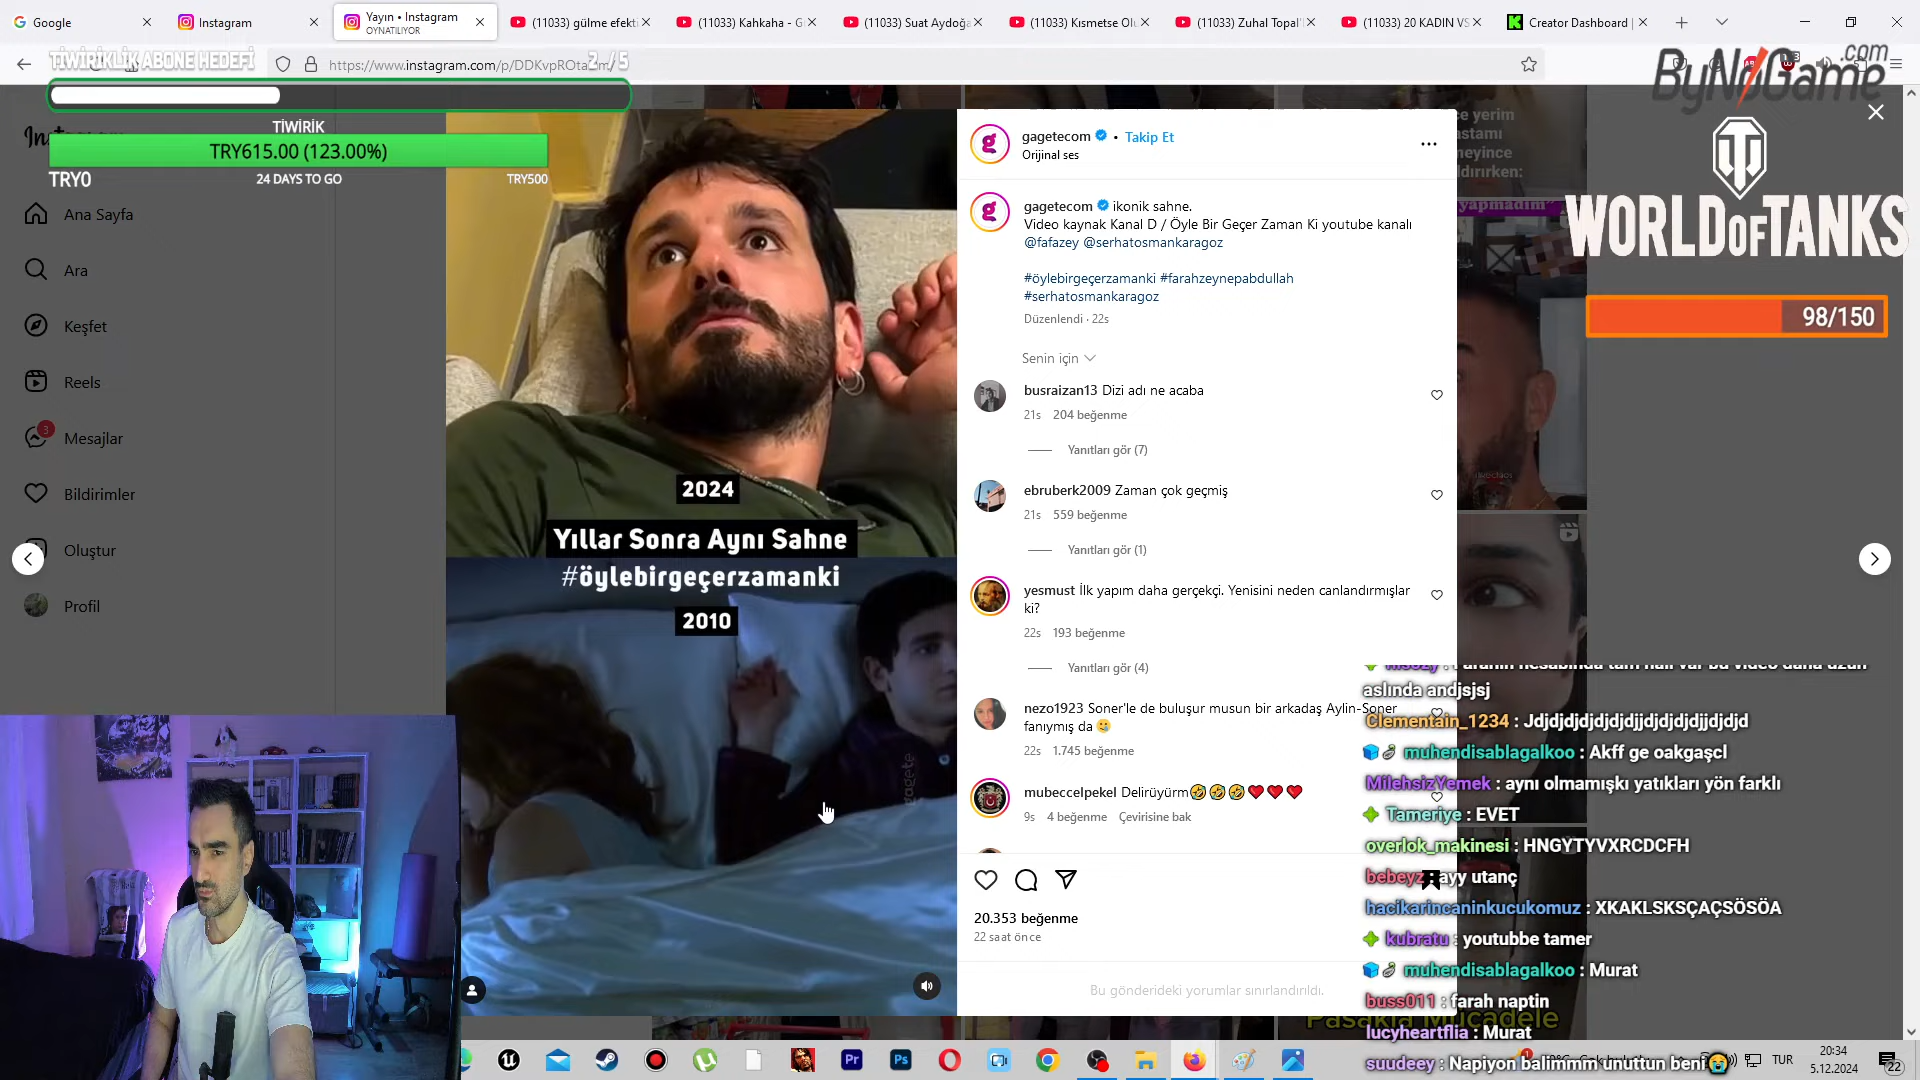 Google
Instagram
Yayın • Instagram
OYNATILIYOR
(11033) gülme efekti
(11033) Kahkaha - G
(11033) Suat Aydoğa
(11033) Kısmetse Olu
(11033) Zuhal Topal'
(11033) 20 KADIN VS
Creator Dashboard |
TİWİRİKLİK ABONE HEDEFİ
2 / 5
https://www.instagram.com/p/
ByNoGame.com
TİWİRİK
TRY615.00 (123.00%)
TRY0
24 DAYS TO GO
TRY500
Ana Sayfa
Ara
Keşfet
Reels
3
Mesajlar
Bildirimler
Oluştur
Profil
2024
Yıllar Sonra Aynı Sahne
#öylebirgeçerzamanki
2010
gagete
gagetecom • Takip Et
Orijinal ses
gagetecom ikonik sahne.
Video kaynak Kanal D / Öyle Bir Geçer Zaman Ki youtube kanalı
@fafazey @serhatosmankaragoz
#öylebirgeçerzamanki #farahzeynepabdullah
#serhatosmankaragoz
Düzenlendi · 22s
Senin için
busraizan13 Dizi adı ne acaba
21s 204 beğenme
Yanıtları gör (7)
ebruberk2009 Zaman çok geçmiş
21s 559 beğenme
Yanıtları gör (1)
yesmust İlk yapım daha gerçekçi. Yenisini neden canlandırmışlar
ki?
22s 193 beğenme
Yanıtları gör (4)
nezo1923 Soner'le de buluşur musun bir arkadaş Aylin-Soner
fanıymış da😀
22s 1.745 beğenme
mubeccelpekel Delirüyürm🤣🤣🤣❤️❤️❤️
9s 4 beğenme Çevirisine bak
20.353 beğenme
22 saat önce
Bu gönderideki yorumlar sınırlandırıldı.
WORLD OF TANKS
98/150
yerim
yapmadım"
aslında andjsjsj
Clementain_1234 : Jdjdjdjdjdjdjjdjdjdjdjjdjdjd
muhendisablagalkoo : Akff ge oakgaşcl
MilehsizYemek : aynı olmamışkı yatıkları yön farklı
Tameriye : EVET
overlok_makinesi : HNGYTYVXRCDCFH
bebeyz : ayy utanç
hacikarincaninkucukomuz : XKAKLSKSÇAÇSÖSÖA
kubratu : youtubbe tamer
muhendisablagalkoo : Murat
buss011 : farah naptin
lucyheartflia : Murat
suudeey : Napiyon balimmim unuttun beni😭
Pasakla Mücadele
TUR
20:34
5.12.2024
22